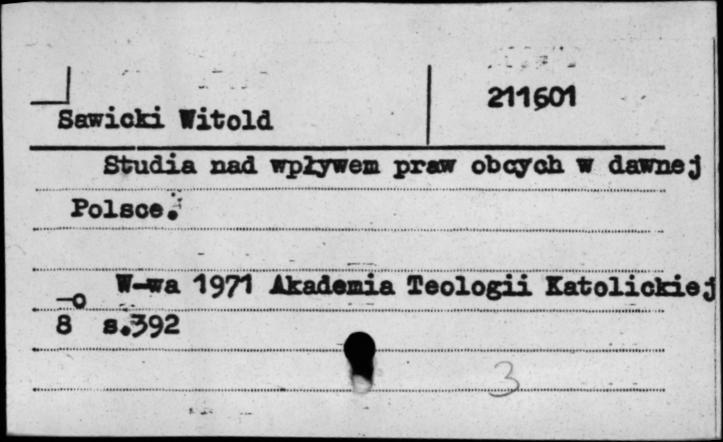 211601
Sawicki Witold
Studia nad wpływem praw obcych w dawnej
Polsce.
W-wa 1971 Akademia Teologii Katolickiej
—o
8 s.392
3